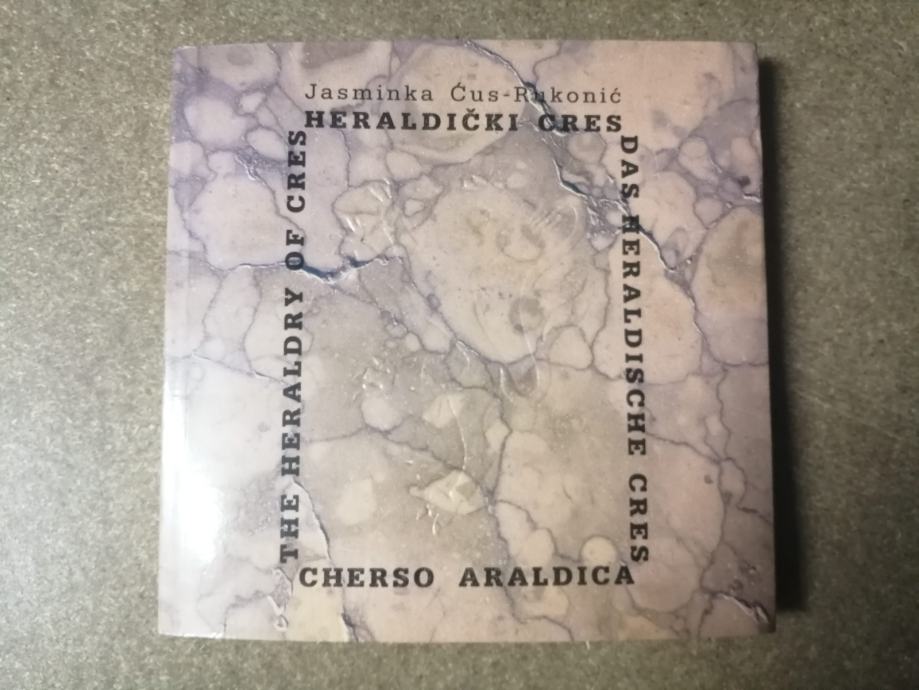 Jasminka Ćus-Rukonić
HERALDIČKI CRES
THE HERALDRY OF CRES
DAS HERALDISCHE CRES
CHERSO ARALDICA